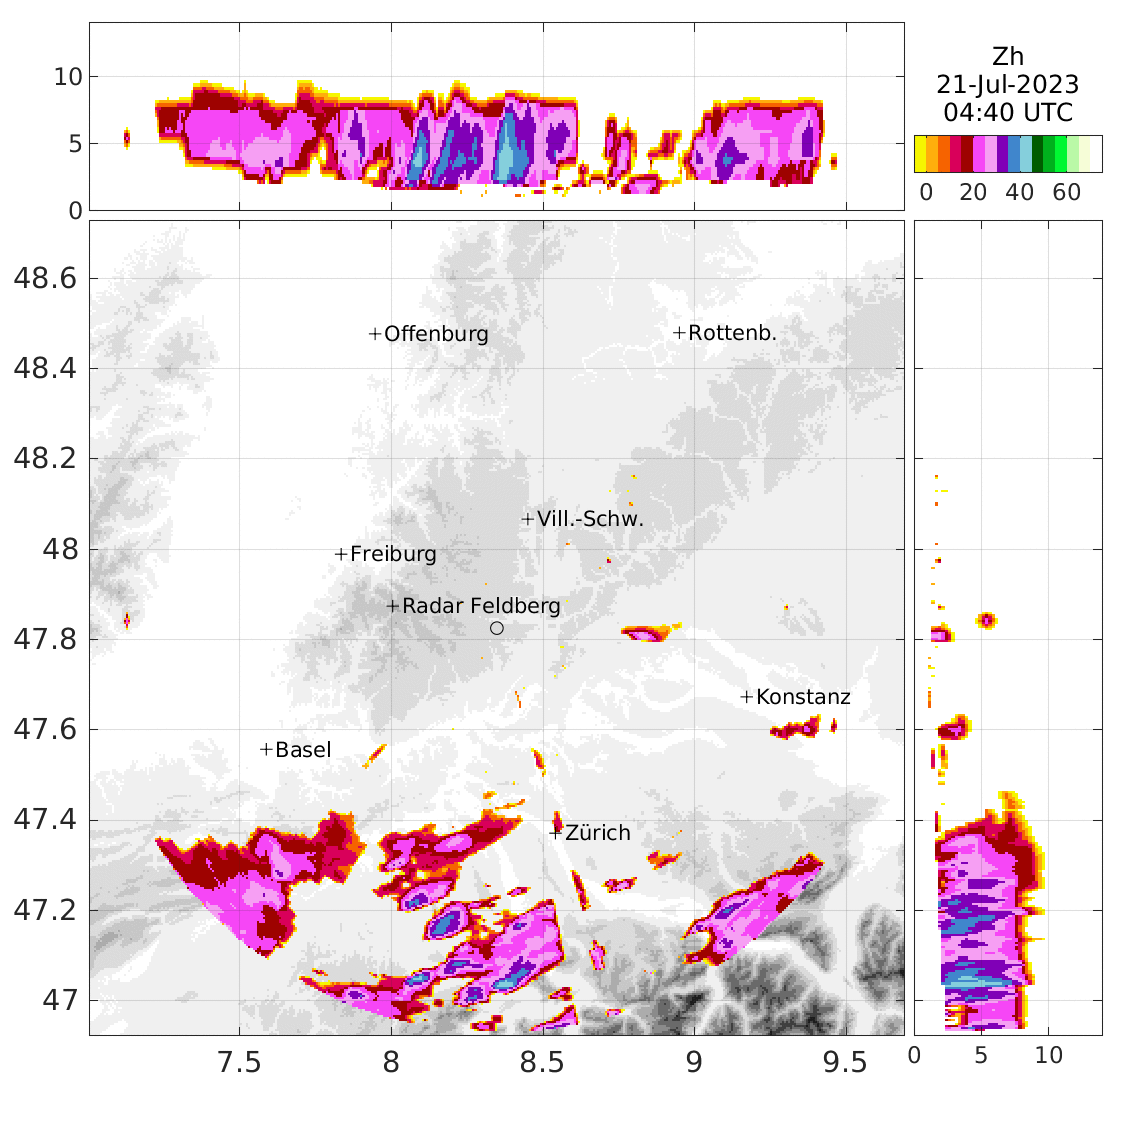 10
5
0
Zh
21-Jul-2023
04:40 UTC
0 20 40 60
48.6
48.4
48.2
48
47.8
47.6
47.4
47.2
47
+Offenburg
+Rottenb.
+Vill.-Schw.
+Freiburg
+Radar Feldberg
+Konstanz
+Basel
+Zürich
7.5 8 8.5 9 9.5
0 5 10